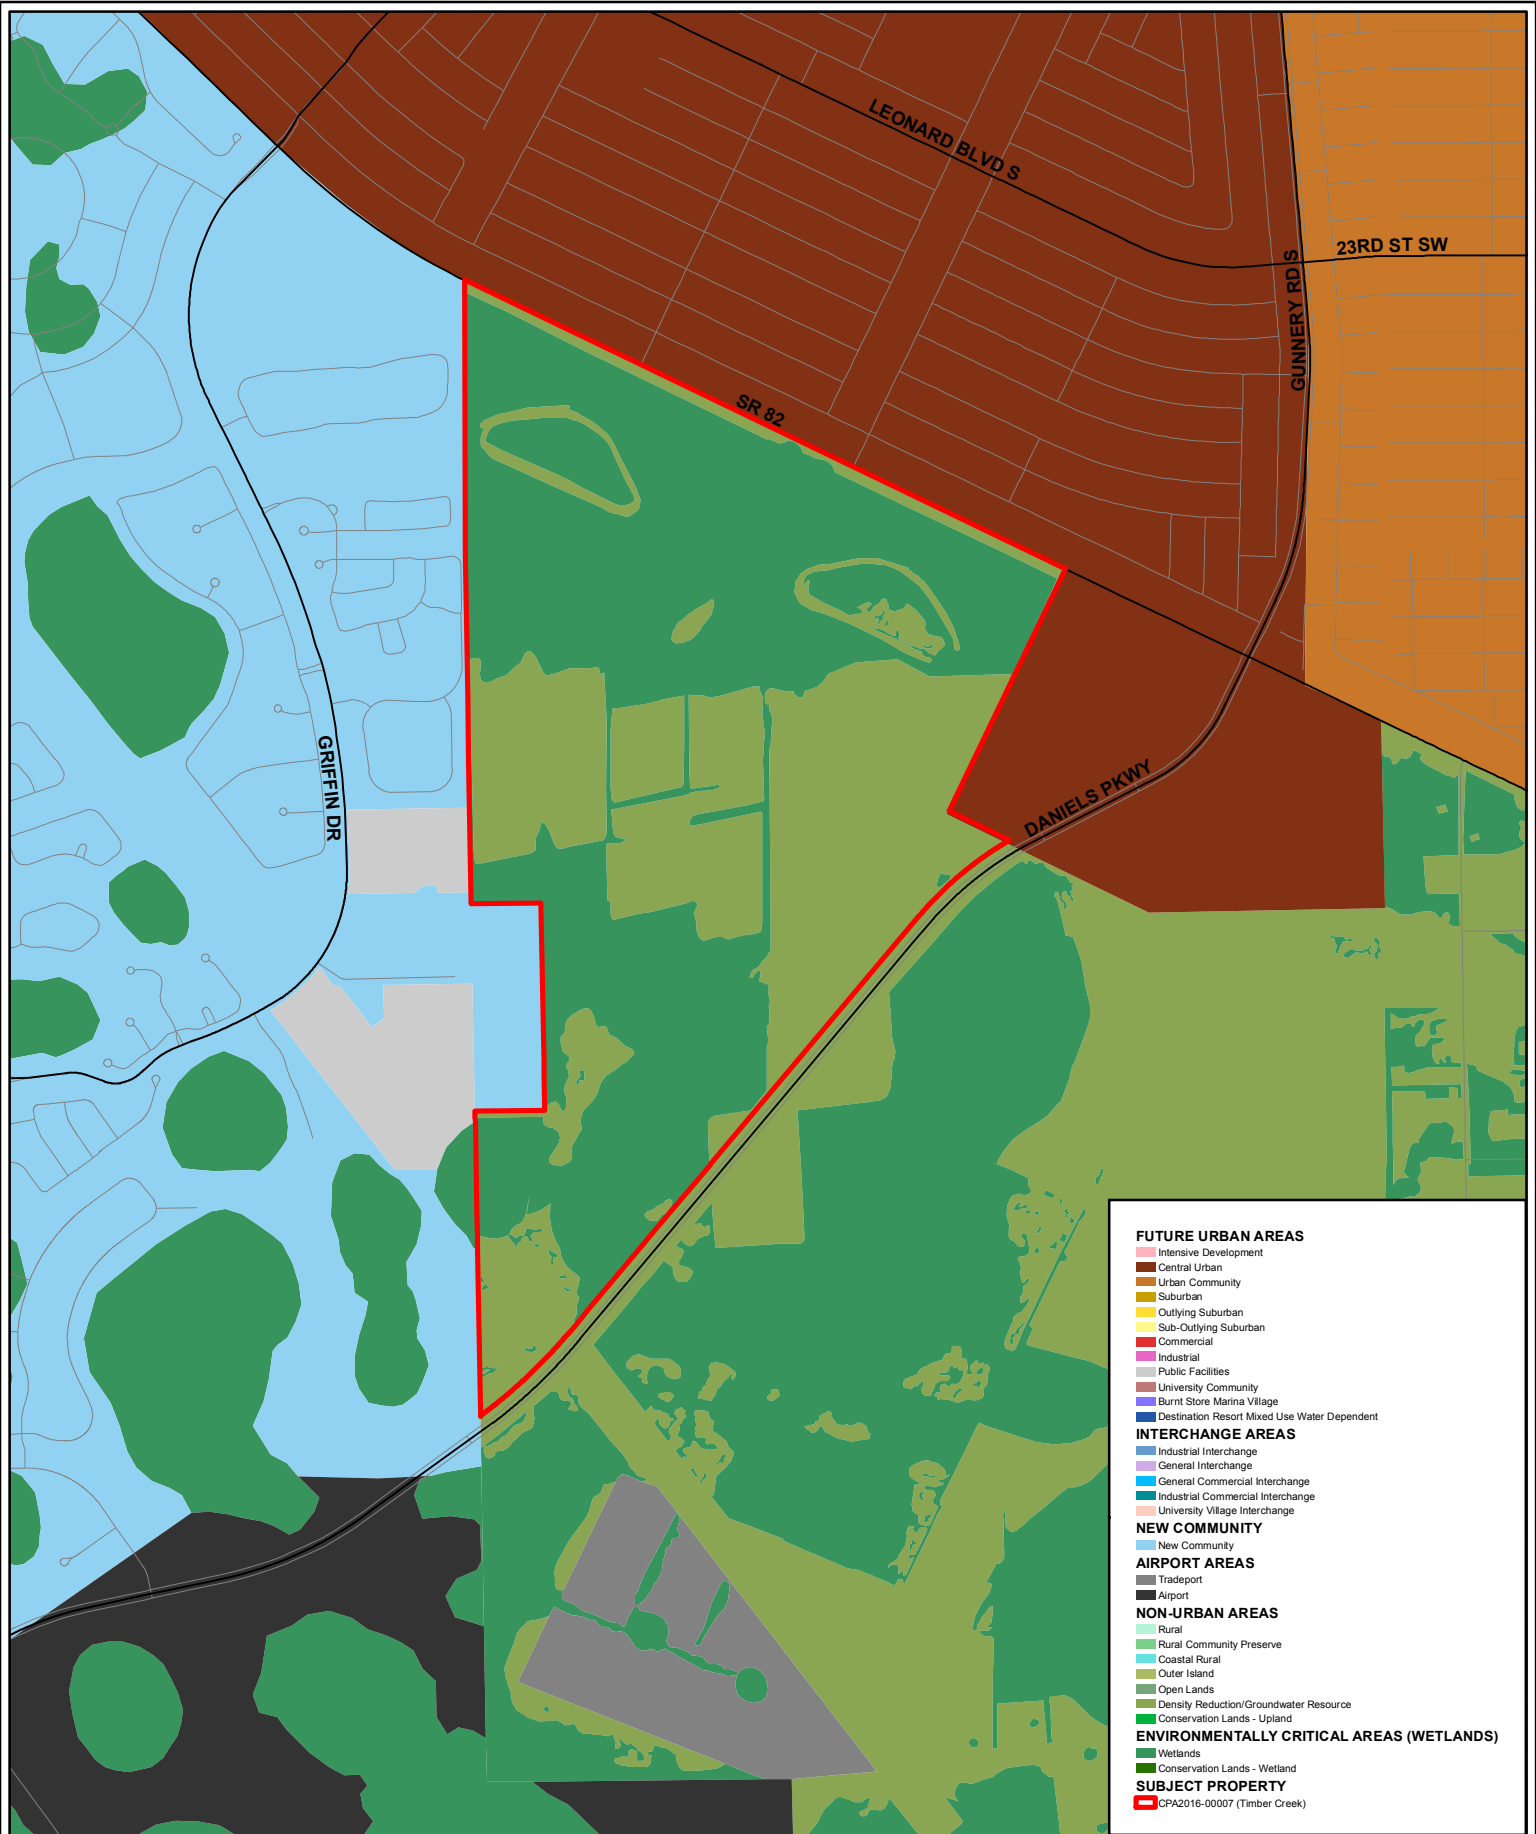 LEONARD BLVD S
23RD ST SW
GUNNERY RD S
SR 82
GRIFFIN DR
DANIELS PKWY
FUTURE URBAN AREAS
Intensive Development
Central Urban
Urban Community
Suburban
Outlying Suburban
Sub-Outlying Suburban
Commercial
Industrial
Public Facilities
University Community
Burnt Store Marina Village
Destination Resort Mixed Use Water Dependent
INTERCHANGE AREAS
Industrial Interchange
General Interchange
General Commercial Interchange
Industrial Commercial Interchange
University Village Interchange
NEW COMMUNITY
New Community
AIRPORT AREAS
Tradeport
Airport
NON-URBAN AREAS
Rural
Rural Community Preserve
Coastal Rural
Outer Island
Open Lands
Density Reduction/Groundwater Resource
Conservation Lands - Upland
ENVIRONMENTALLY CRITICAL AREAS (WETLANDS)
Wetlands
Conservation Lands - Wetland
SUBJECT PROPERTY
CPA2016-00007 (Timber Creek)